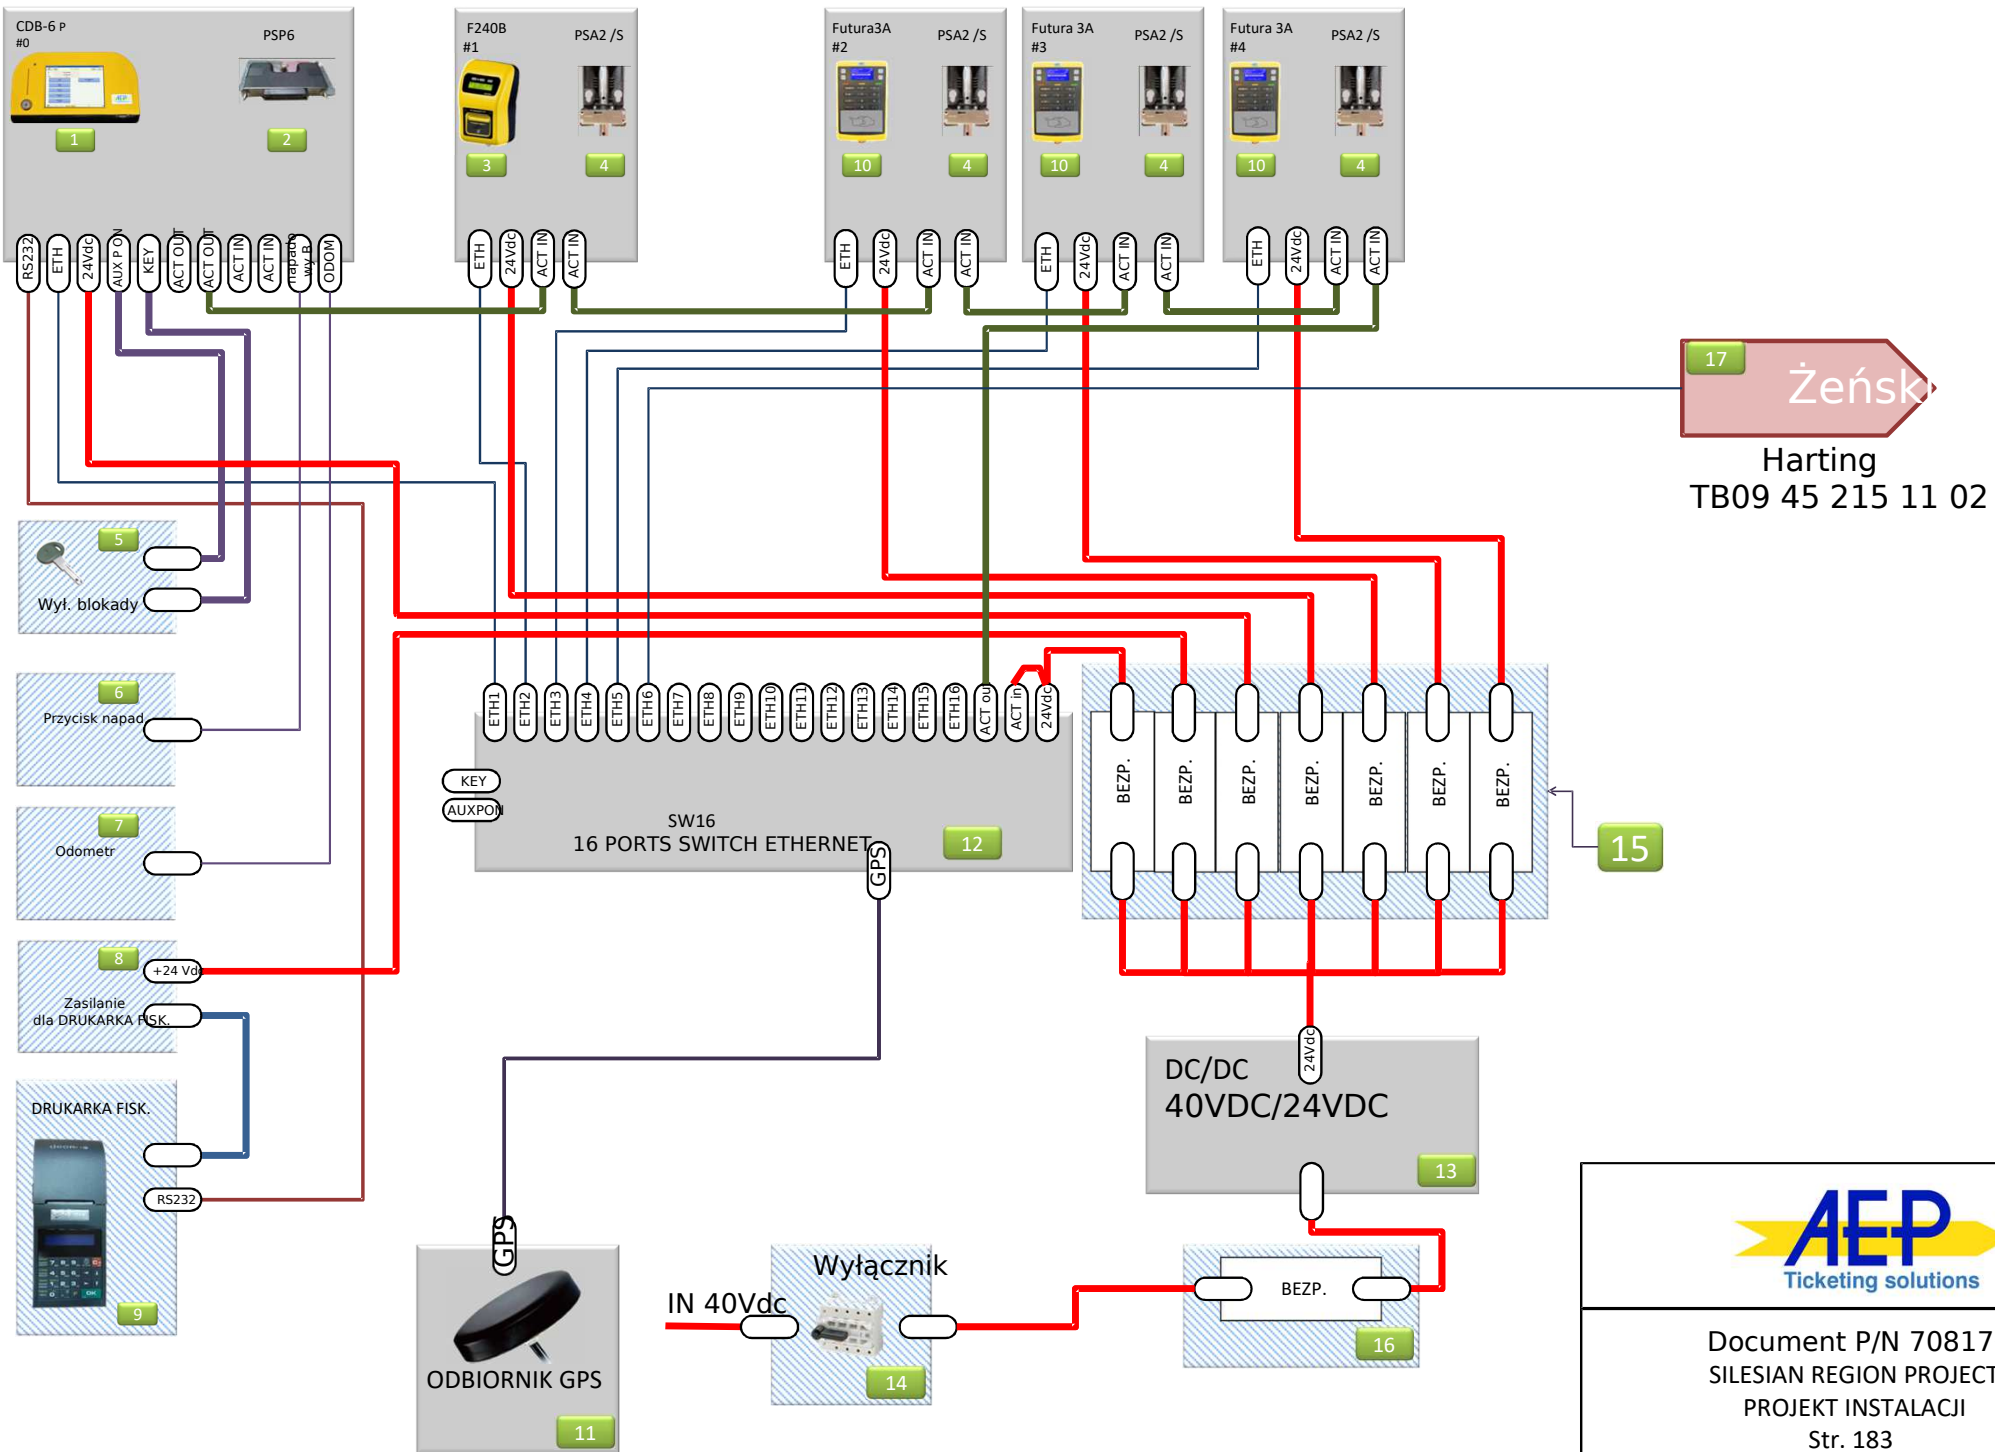 CDB-6 P
#0
PSP6
1
2
F240B
#1
PSA2 /S
3
4
Futura3A
#2
PSA2 /S
10
4
Futura 3A
#3
PSA2 /S
10
4
Futura 3A
#4
PSA2 /S
10
4
RS232
ETH
24Vdc
AUX P ON
KEY
ACT OUT
ACT OUT
ACT IN
ACT IN
napado
wy B
ODOM
ETH
24Vdc
ACT IN
ACT IN
ETH
24Vdc
ACT IN
ACT IN
ETH
24Vdc
ACT IN
ACT IN
ETH
24Vdc
ACT IN
ACT IN
17
Żeńsk
Harting
TB09 45 215 11 02
5
Wył. blokady
6
Przycisk napad.
7
Odometr
8
+24 Vdc
Zasilanie
dla DRUKARKA FISK.
DRUKARKA FISK.
RS232
9
ETH1
ETH2
ETH3
ETH4
ETH5
ETH6
ETH7
ETH8
ETH9
ETH10
ETH11
ETH12
ETH13
ETH14
ETH15
ETH16
ACT ou
ACT in
24Vdc
KEY
AUXPON
SW16
16 PORTS SWITCH ETHERNET
12
GPS
BEZP.
BEZP.
BEZP.
BEZP.
BEZP.
BEZP.
BEZP.
15
24Vdc
DC/DC
40VDC/24VDC
13
GPS
ODBIORNIK GPS
11
IN 40Vdc
Wyłącznik
14
BEZP.
16
AEP
Ticketing solutions
Document P/N 70817
SILESIAN REGION PROJECT
PROJEKT INSTALACJI
Str. 183